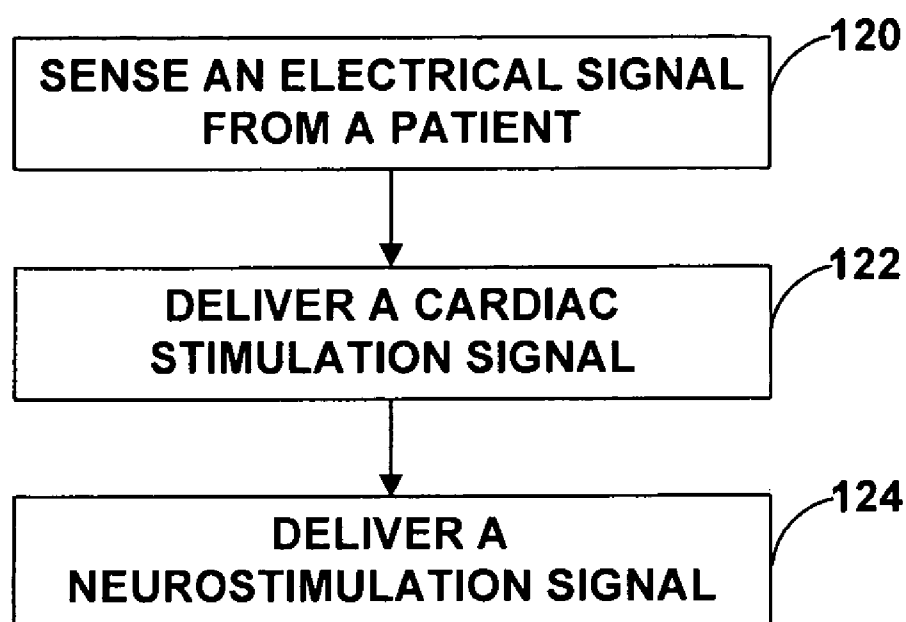 120
SENSE AN ELECTRICAL SIGNAL
FROM A PATIENT
122
DELIVER A CARDIAC
STIMULATION SIGNAL
124
DELIVER A
NEUROSTIMULATION SIGNAL